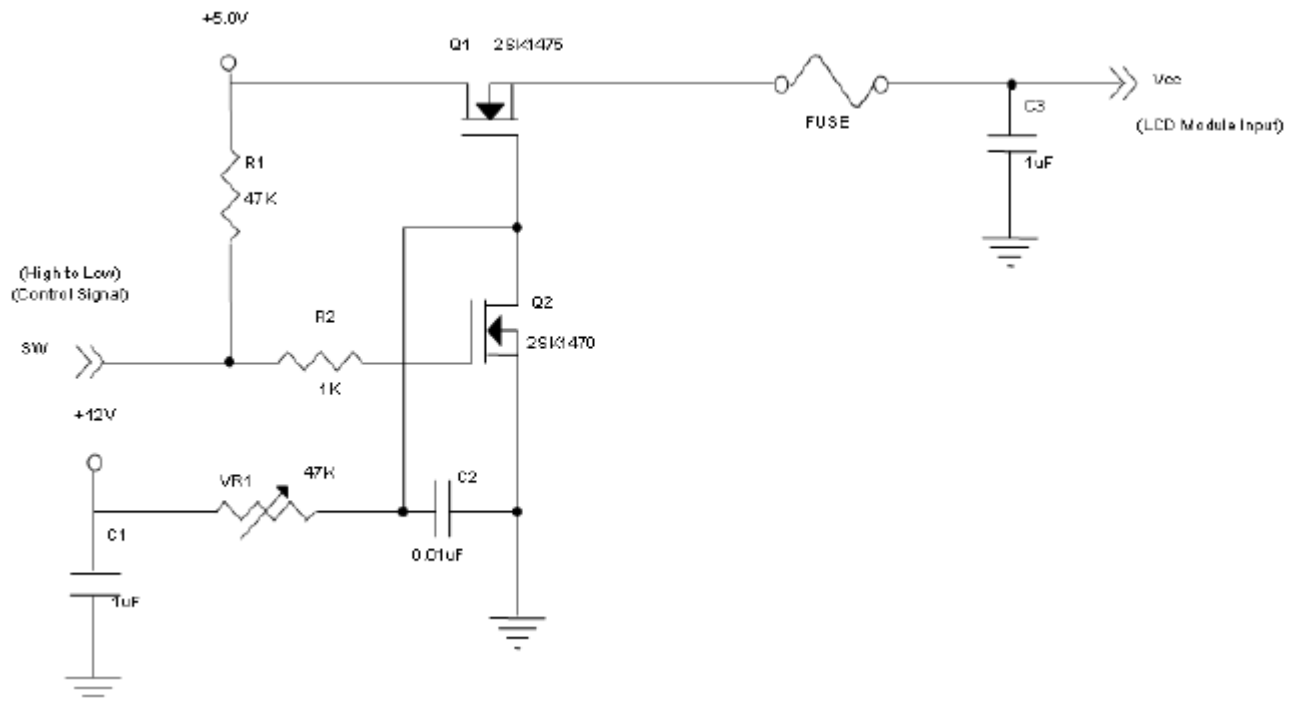 +5.0V
Q1 2SK1475
Vcc
FUSE
C3
(LCD Module Input)
1uF
R1
47K
(High to Low)
(Control Signal)
Q2
R2
2SK1470
SW
1K
+12V
VR1
47K
C2
C1
0.01uF
1uF